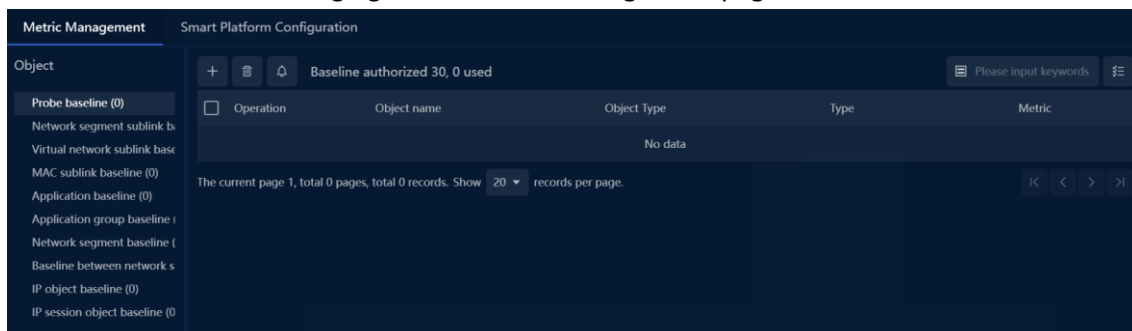 Metric Management Smart Platform Configuration
Object
Baseline authorized 30, 0 used
Please input keywords
Probe baseline (0)
Network segment sublink ba
Virtual network sublink base
MAC sublink baseline (0)
Application baseline (0)
Application group baseline (
Network segment baseline (
Baseline between network s
IP object baseline (0)
IP session object baseline (0
Operation Object name Object Type Type Metric
No data
The current page 1, total 0 pages, total 0 records. Show 20 records per page.